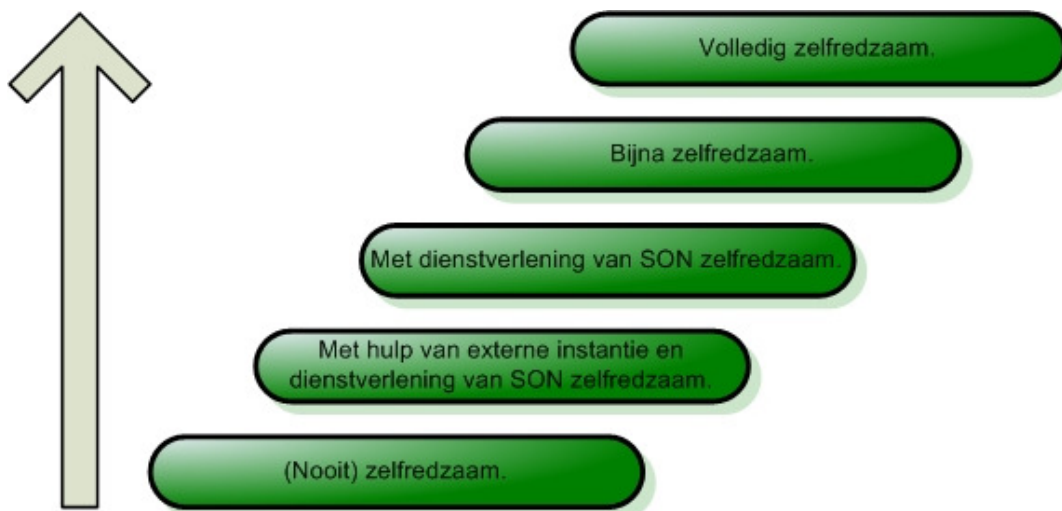 Volledig zelfredzaam.
Bijna zelfredzaam.
Met dienstverlening van SON zelfredzaam.
Met hulp van externe instantie en
dienstverlening van SON zelfredzaam.
(Nooit) zelfredzaam.